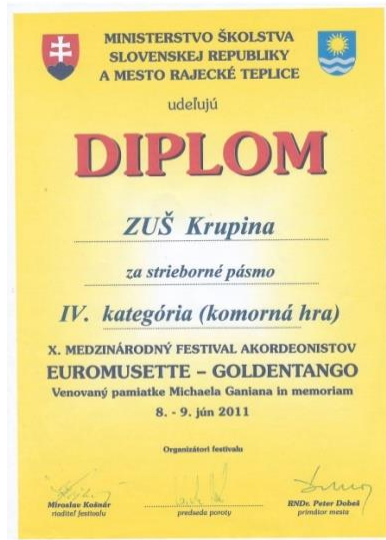 MINISTERSTVO ŠKOLSTVA
SLOVENSKEJ REPUBLIKY
A MESTO RAJECKÉ TEPLICE
udeľujú
DIPLOM
ZUŠ Krupina
za strieborné pásmo
IV. kategória (komorná hra)
X. MEDZINÁRODNÝ FESTIVAL AKORDEONISTOV
EUROMUSETTE – GOLDENTANGO
Venovaný pamiatke Michaela Ganiana in memoriam
8. - 9. jún 2011
Organizátori festivalu
Miroslav Košnár
riaditeľ festivalu
predseda poroty
RNDr. Peter Dobeš
primátor mesta